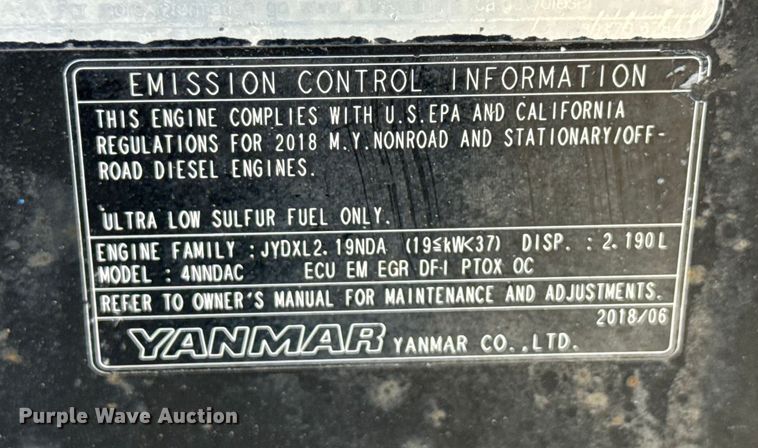 EMISSION CONTROL INFORMATION
THIS ENGINE COMPLIES WITH U.S.EPA AND CALIFORNIA
REGULATIONS FOR 2018 M.Y.NONROAD AND STATIONARY/OFF-
ROAD DIESEL ENGINES.
ULTRA LOW SULFUR FUEL ONLY.
ENGINE FAMILY : JYDXL2.19NDA (19≦kW<37) DISP. : 2.190L
MODEL : 4NNDAC ECU EM EGR DFI PTOX OC
REFER TO OWNER'S MANUAL FOR MAINTENANCE AND ADJUSTMENTS.
2018/06
YANMAR YANMAR CO.,LTD.
Purple Wave Auction